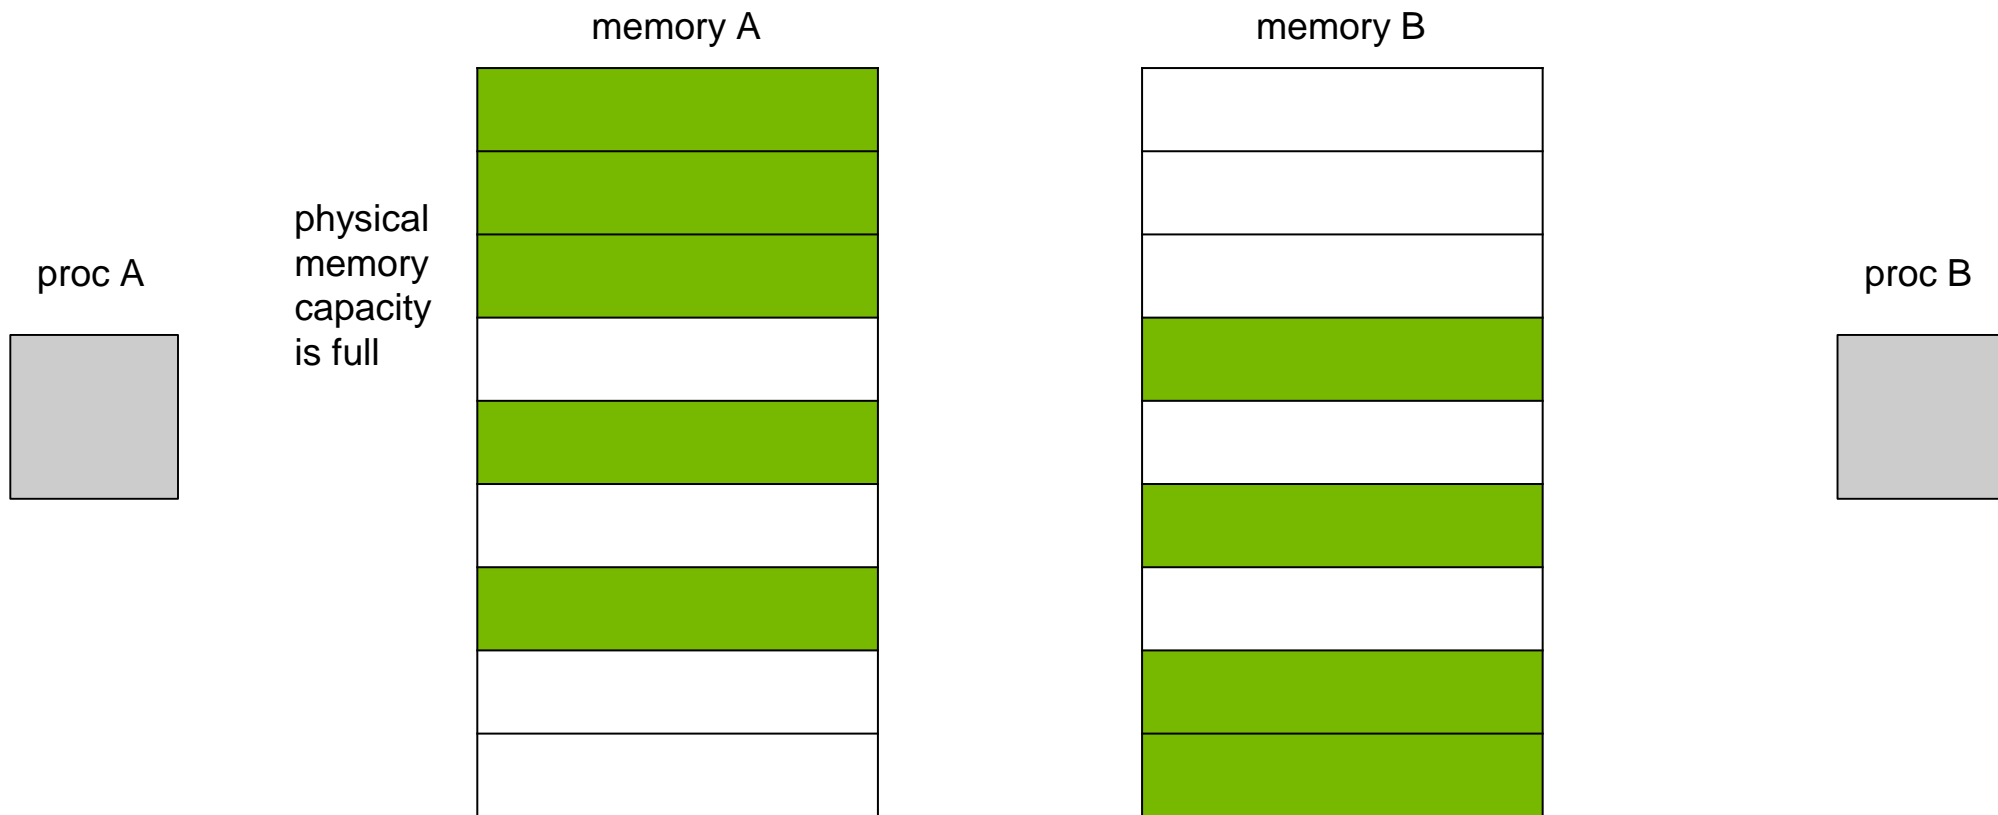 memory A
memory B
physical
memory
capacity
is full
proc A
proc B